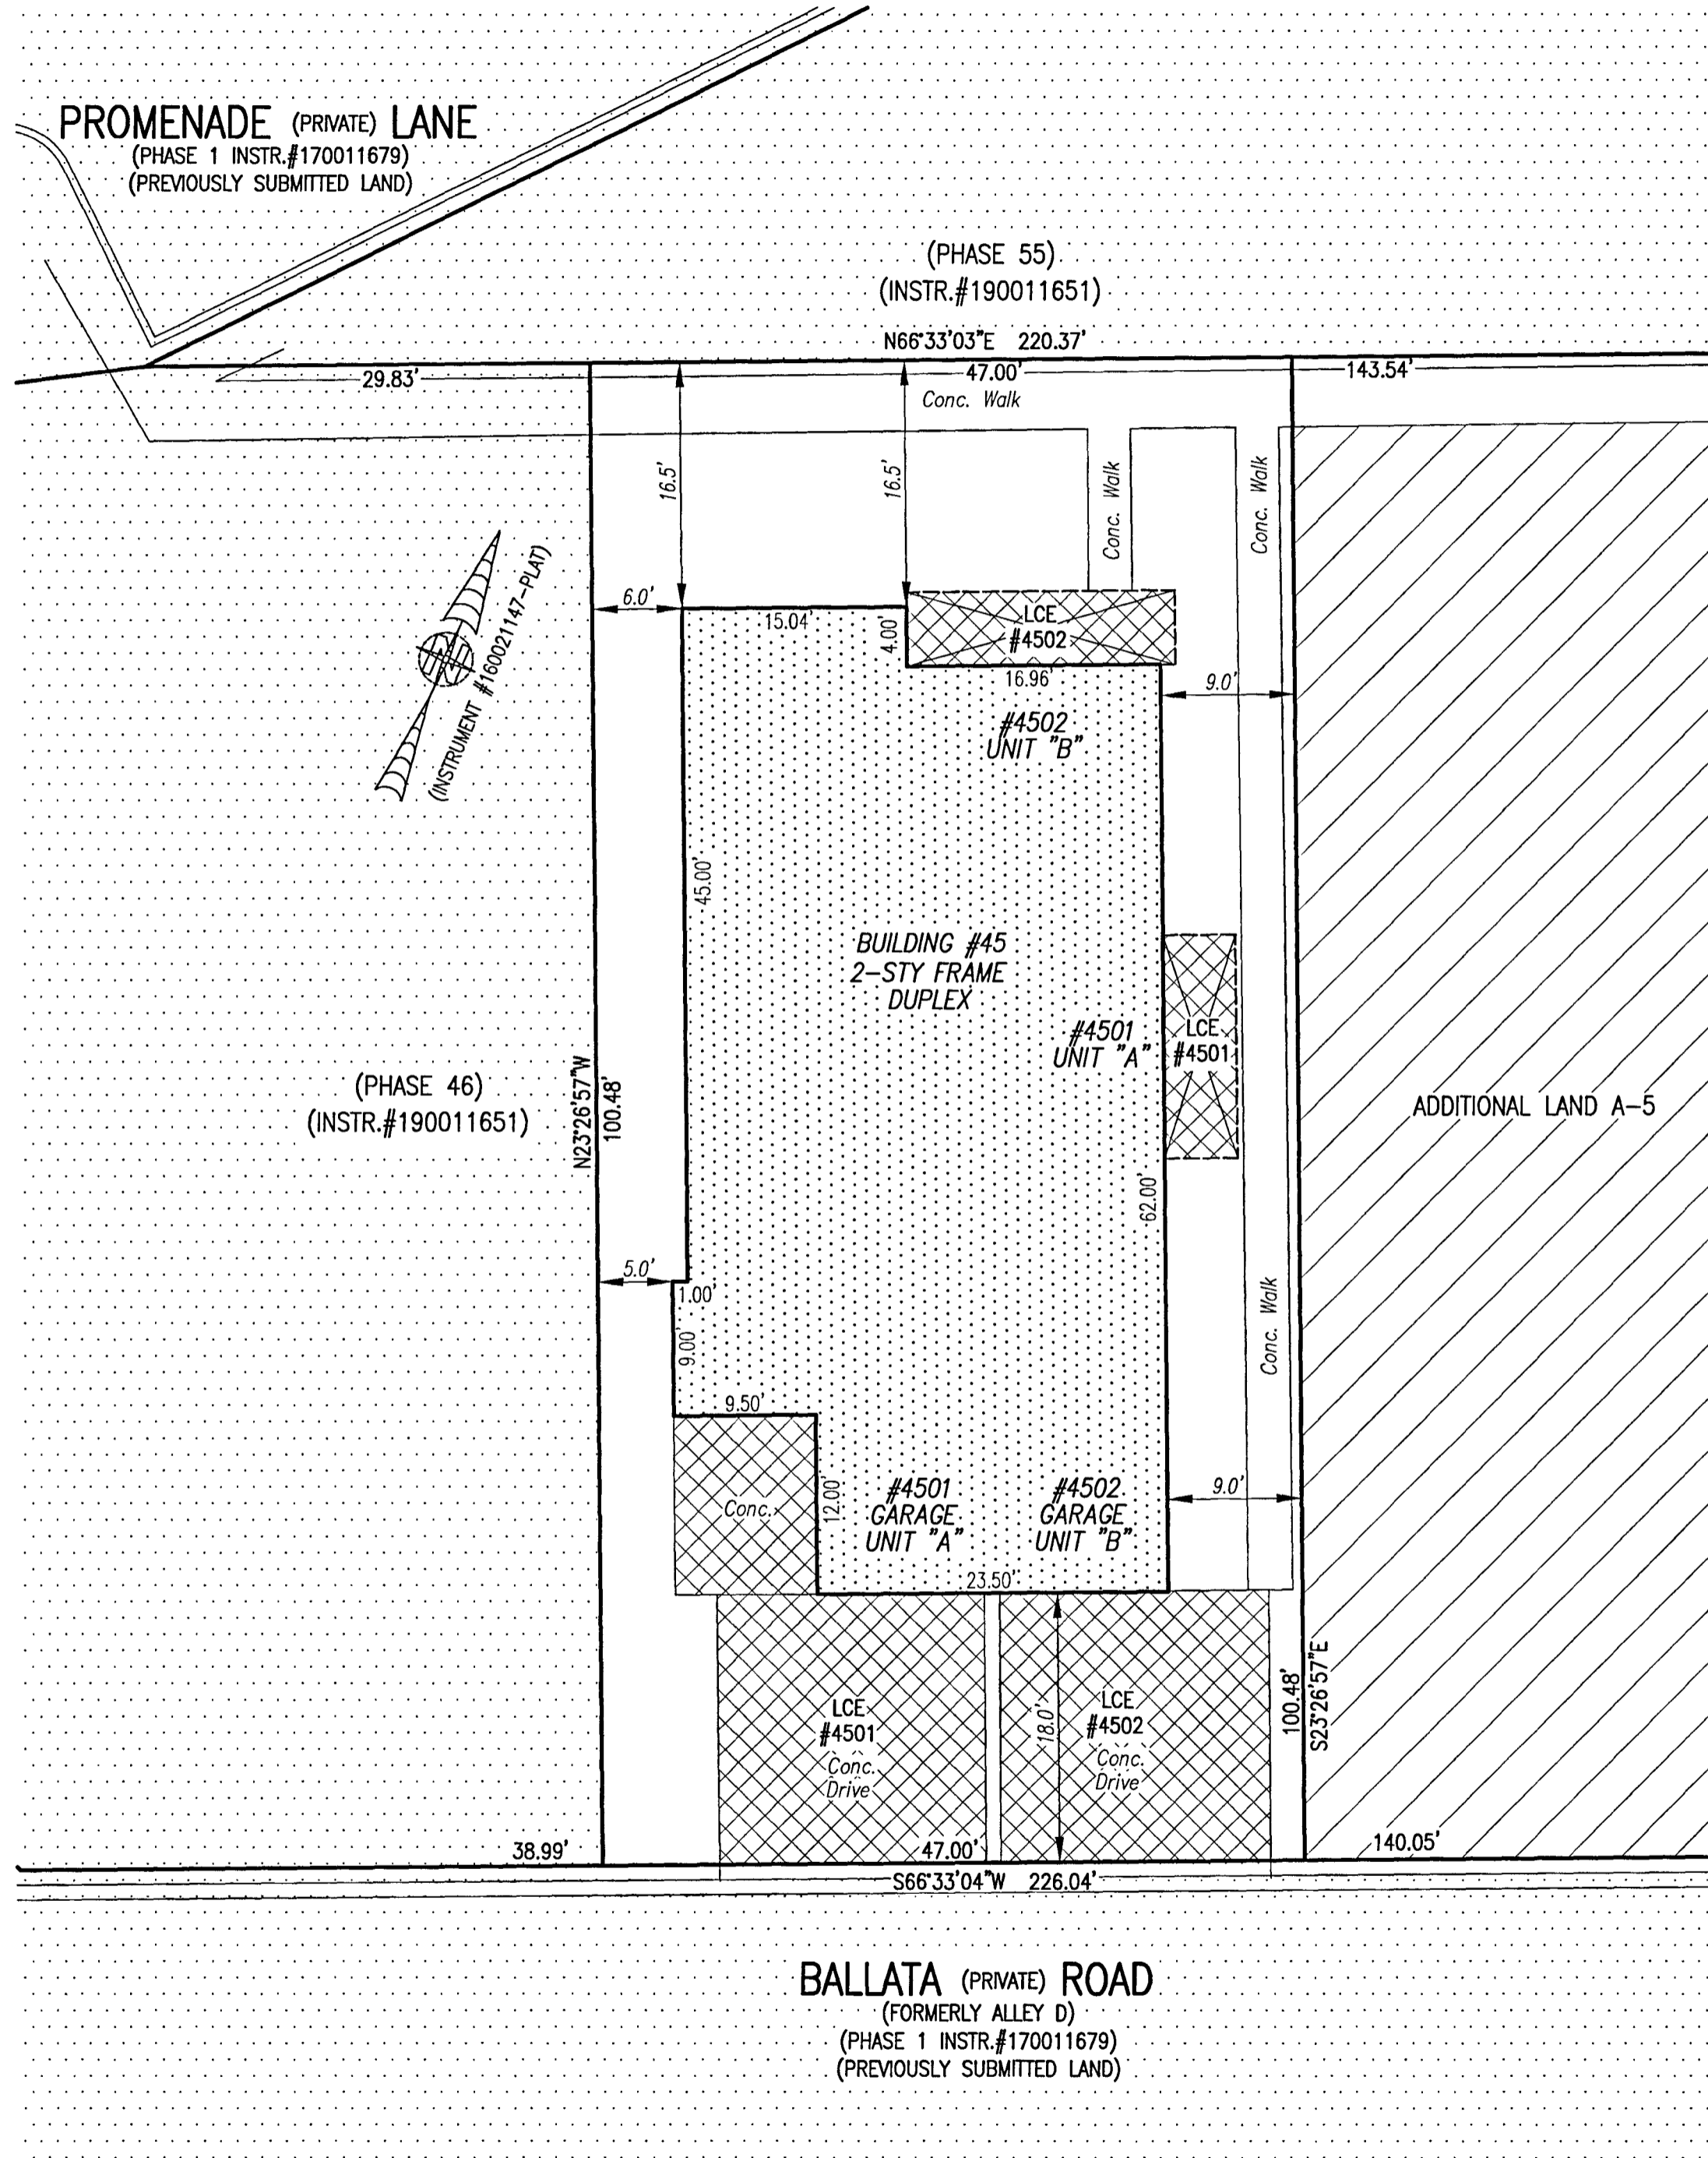 PROMENADE (PRIVATE) LANE
(PHASE 1 INSTR.#170011679)
(PREVIOUSLY SUBMITTED LAND)
(PHASE 55)
(INSTR.#190011651)
N66°33'03"E 220.37'
29.83'
47.00'
143.54'
Conc. Walk
16.5'
16.5'
Conc. Walk
Conc. Walk
(INSTRUMENT #160021147-PLAT)
6.0'
15.04'
4.00'
LCE
#4502
16.96'
9.0'
#4502
UNIT "B"
45.00'
BUILDING #45
2-STY FRAME
DUPLEX
#4501
UNIT "A"
LCE
#4501
(PHASE 46)
(INSTR.#190011651)
N23°26'57"W
100.48'
ADDITIONAL LAND A-5
62.00'
5.0'
1.00'
9.00'
Conc. Walk
9.50'
Conc.
12.00'
#4501
GARAGE
UNIT "A"
#4502
GARAGE
UNIT "B"
9.0'
23.50'
LCE
#4501
Conc.
Drive
18.0'
LCE
#4502
Conc.
Drive
100.48'
S23°26'57"E
38.99'
47.00'
140.05'
S66°33'04"W 226.04'
BALLATA (PRIVATE) ROAD
(FORMERLY ALLEY D)
(PHASE 1 INSTR.#170011679)
(PREVIOUSLY SUBMITTED LAND)